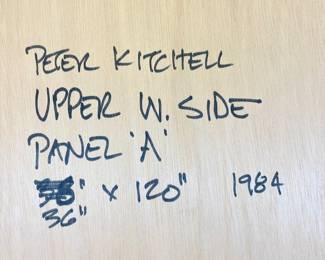 PETER KITCHELL
UPPER W. SIDE
PANEL 'A'
" x 120" 1984
36"